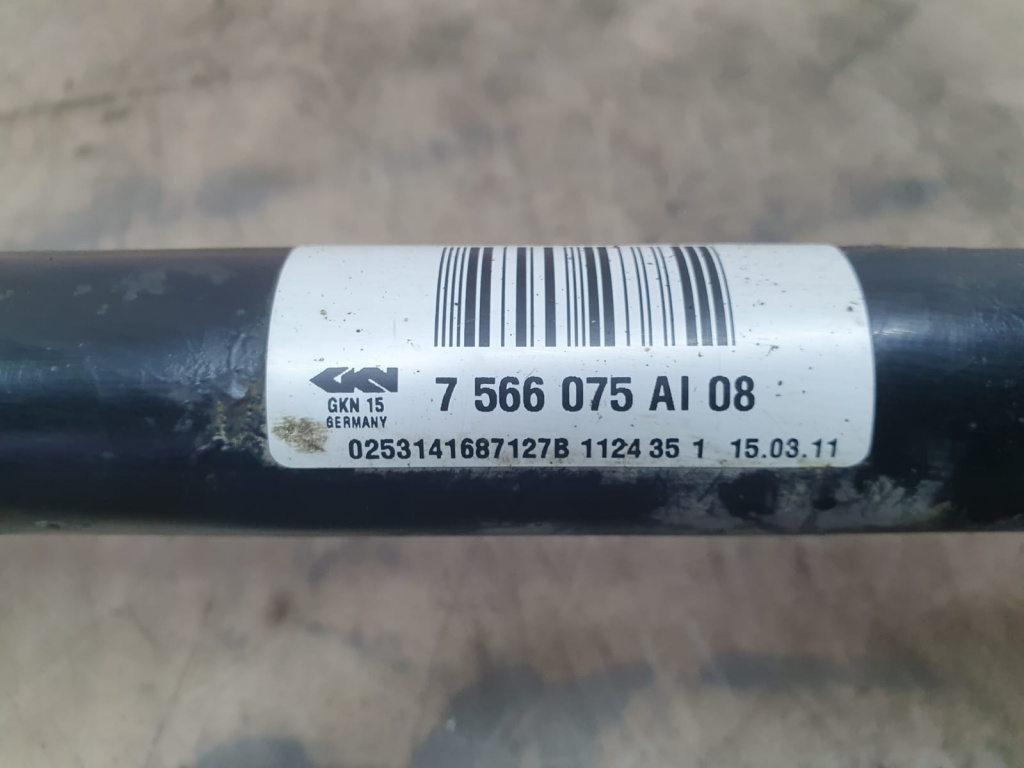 GKN
7 566 075 AI 08
GKN 15
GERMANY
0253141687127B 1124 35 1 15.03.11